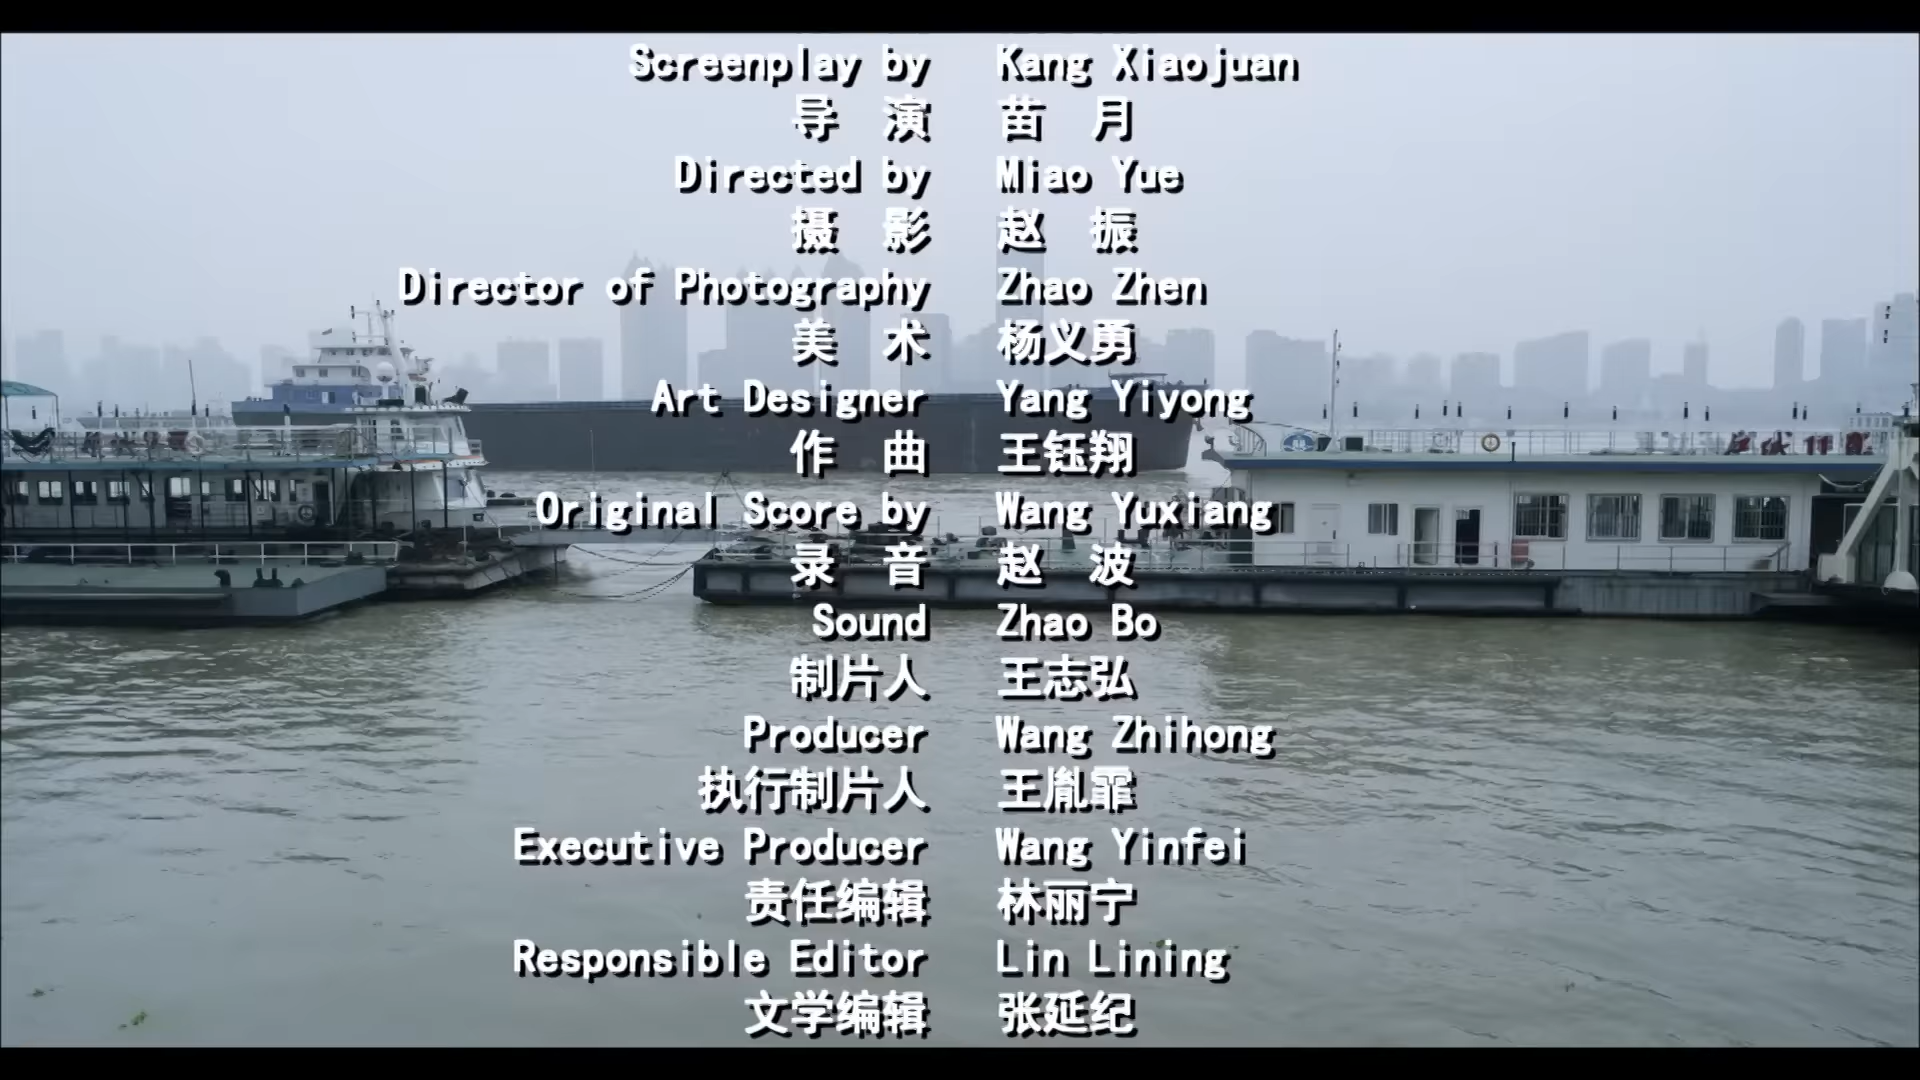 Screenplay by Kang Xiaojuan
导 演 苗 月
Directed by Miao Yue
摄 影 赵 振
Director of Photography Zhao Zhen
美 术 杨义勇
Art Designer Yang Yiyong
作 曲 王钰翔
Original Score by Wang Yuxiang
录 音 赵 波
Sound Zhao Bo
制片人 王志弘
Producer Wang Zhihong
执行制片人 王胤霏
Executive Producer Wang Yinfei
责任编辑 林丽宁
Responsible Editor Lin Lining
文学编辑 张延纪